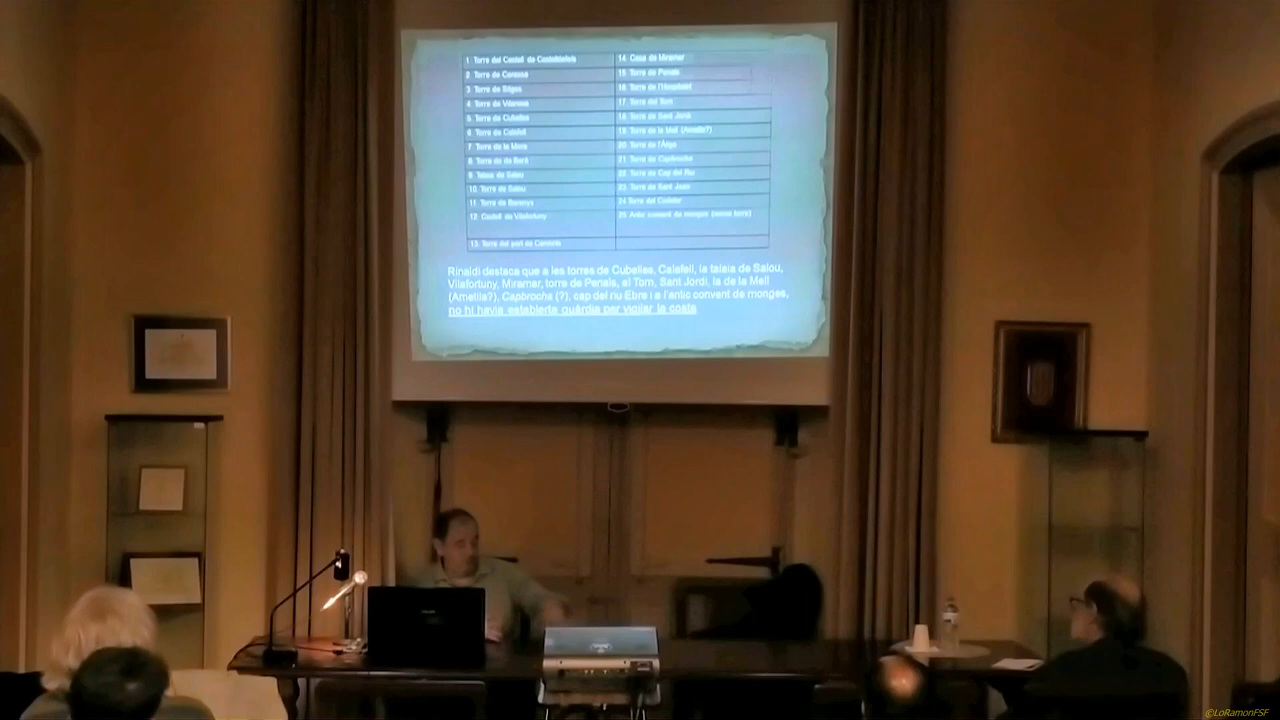 1 Torre del Castell de Castelldefels
2 Torre de
3 Torre de Sitges
4 Torre de Vilanova
5 Torre de Cubelles
6 Torre de Calafell
7 Torre de la Mora
8 Torre de de Berà
9 Talaia de Salou
10 Torre de Salou
11 Torre de Barenys
12 Castell de Vilafortuny
13 Torre del port de Cambrils
14 Casa de Miramar
15 Torre de Penals
16 Torre de l'Hospitalet
17 Torre del Torn
18 Torre de Sant Jordi
19 Torre de la Mell (Ametlla?)
20 Torre de l'Àliga
21 Torre de Capbrocha
22 Torre de Cap del Riu
23 Torre de Sant Joan
24 Torre del Codolar
25 Antic convent de monges (sense torre)
Rinaldi destaca que a les torres de Cubelles, Calafell, la talaia de Salou,
Vilafortuny, Miramar, torre de Penals, el Torn, Sant Jordi, la de la Mell
(Ametlla?), Capbrocha (?), cap del riu Ebre i a l'antic convent de monges,
no hi havia establerta guàrdia per vigilar la costa
©LoRamonFSF